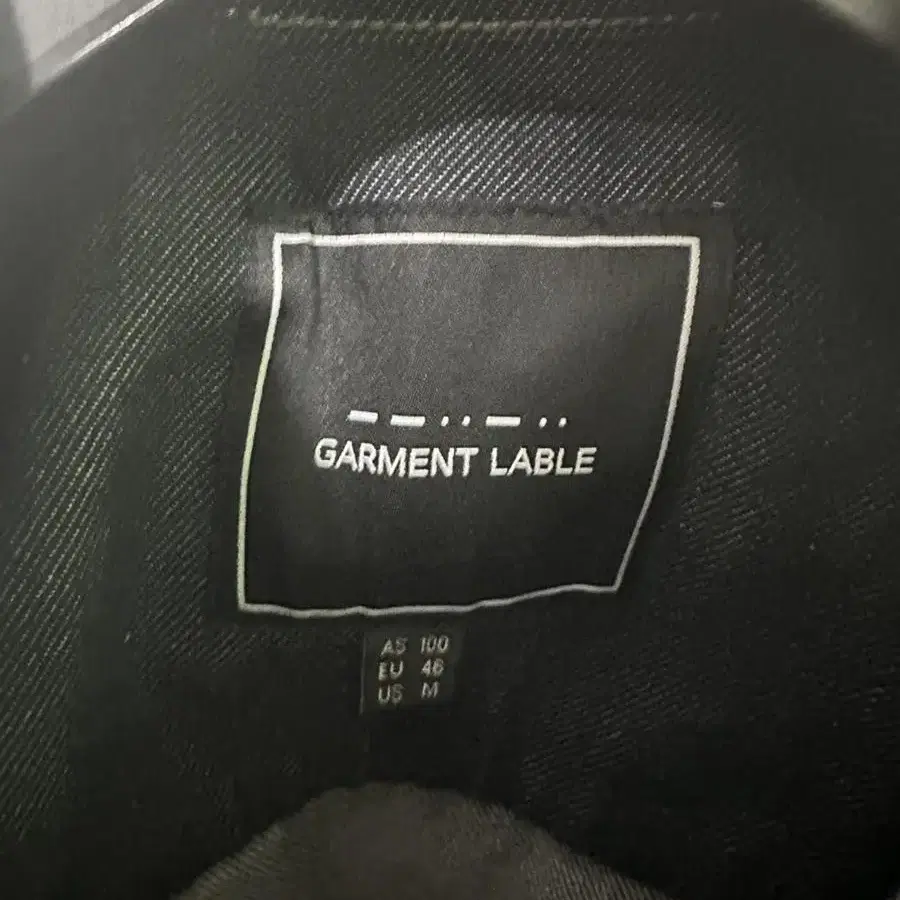 GARMENT LABLE
AS 100
EU 46
US M